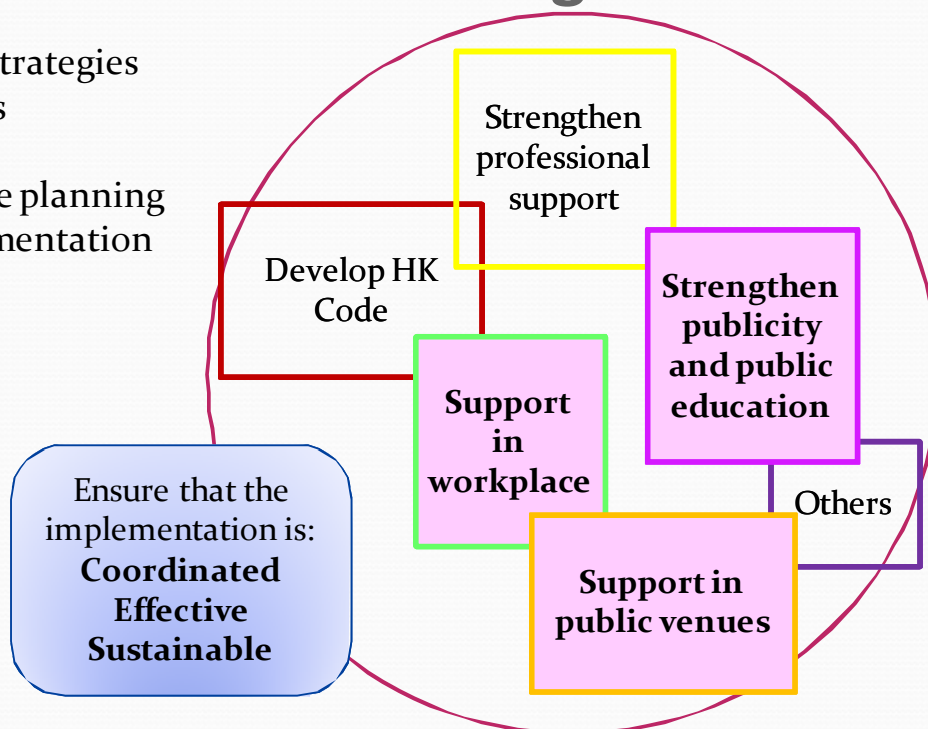 trategies
s
e planning
mentation
Strengthen
professional
support
Develop HK
Code
Strengthen
publicity
and public
education
Support
in
workplace
Others
Support in
public venues
Ensure that the
implementation is:
Coordinated
Effective
Sustainable